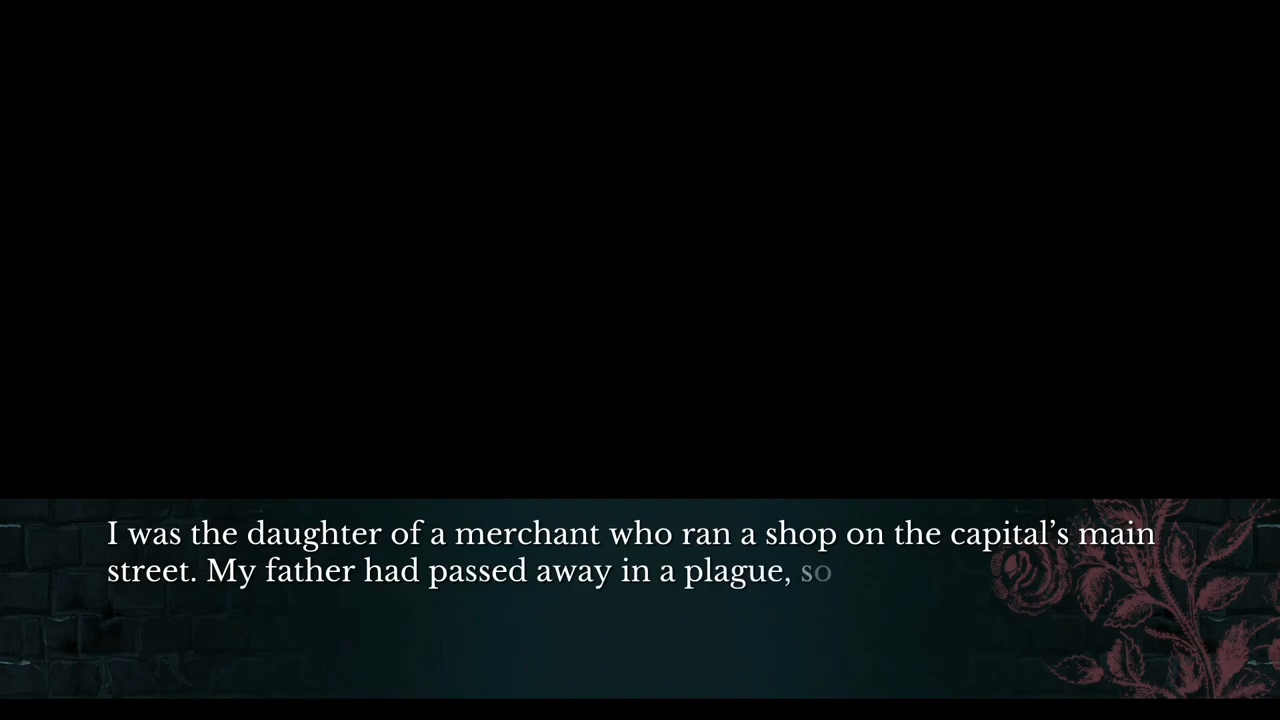 I was the daughter of a merchant who ran a shop on the capital’s main
street. My father had passed away in a plague, so